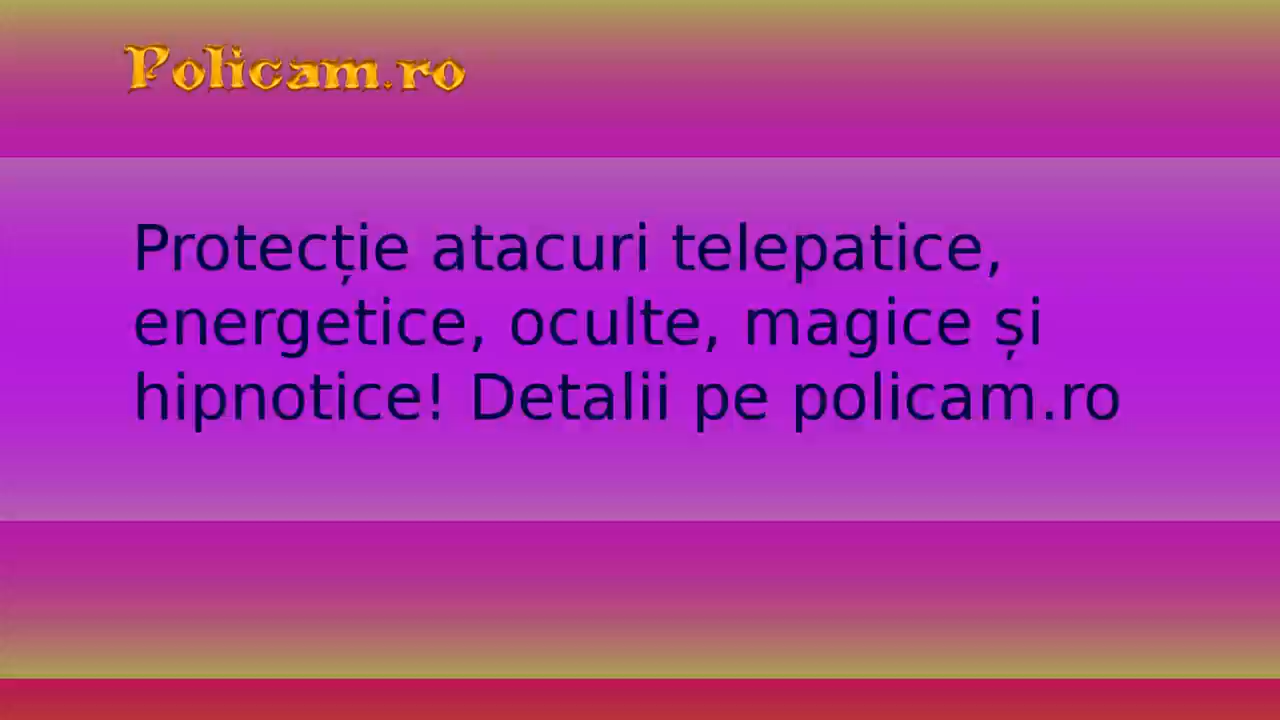 Policam.ro
Protecție atacuri telepatice,
energetice, oculte, magice și
hipnotice! Detalii pe policam.ro